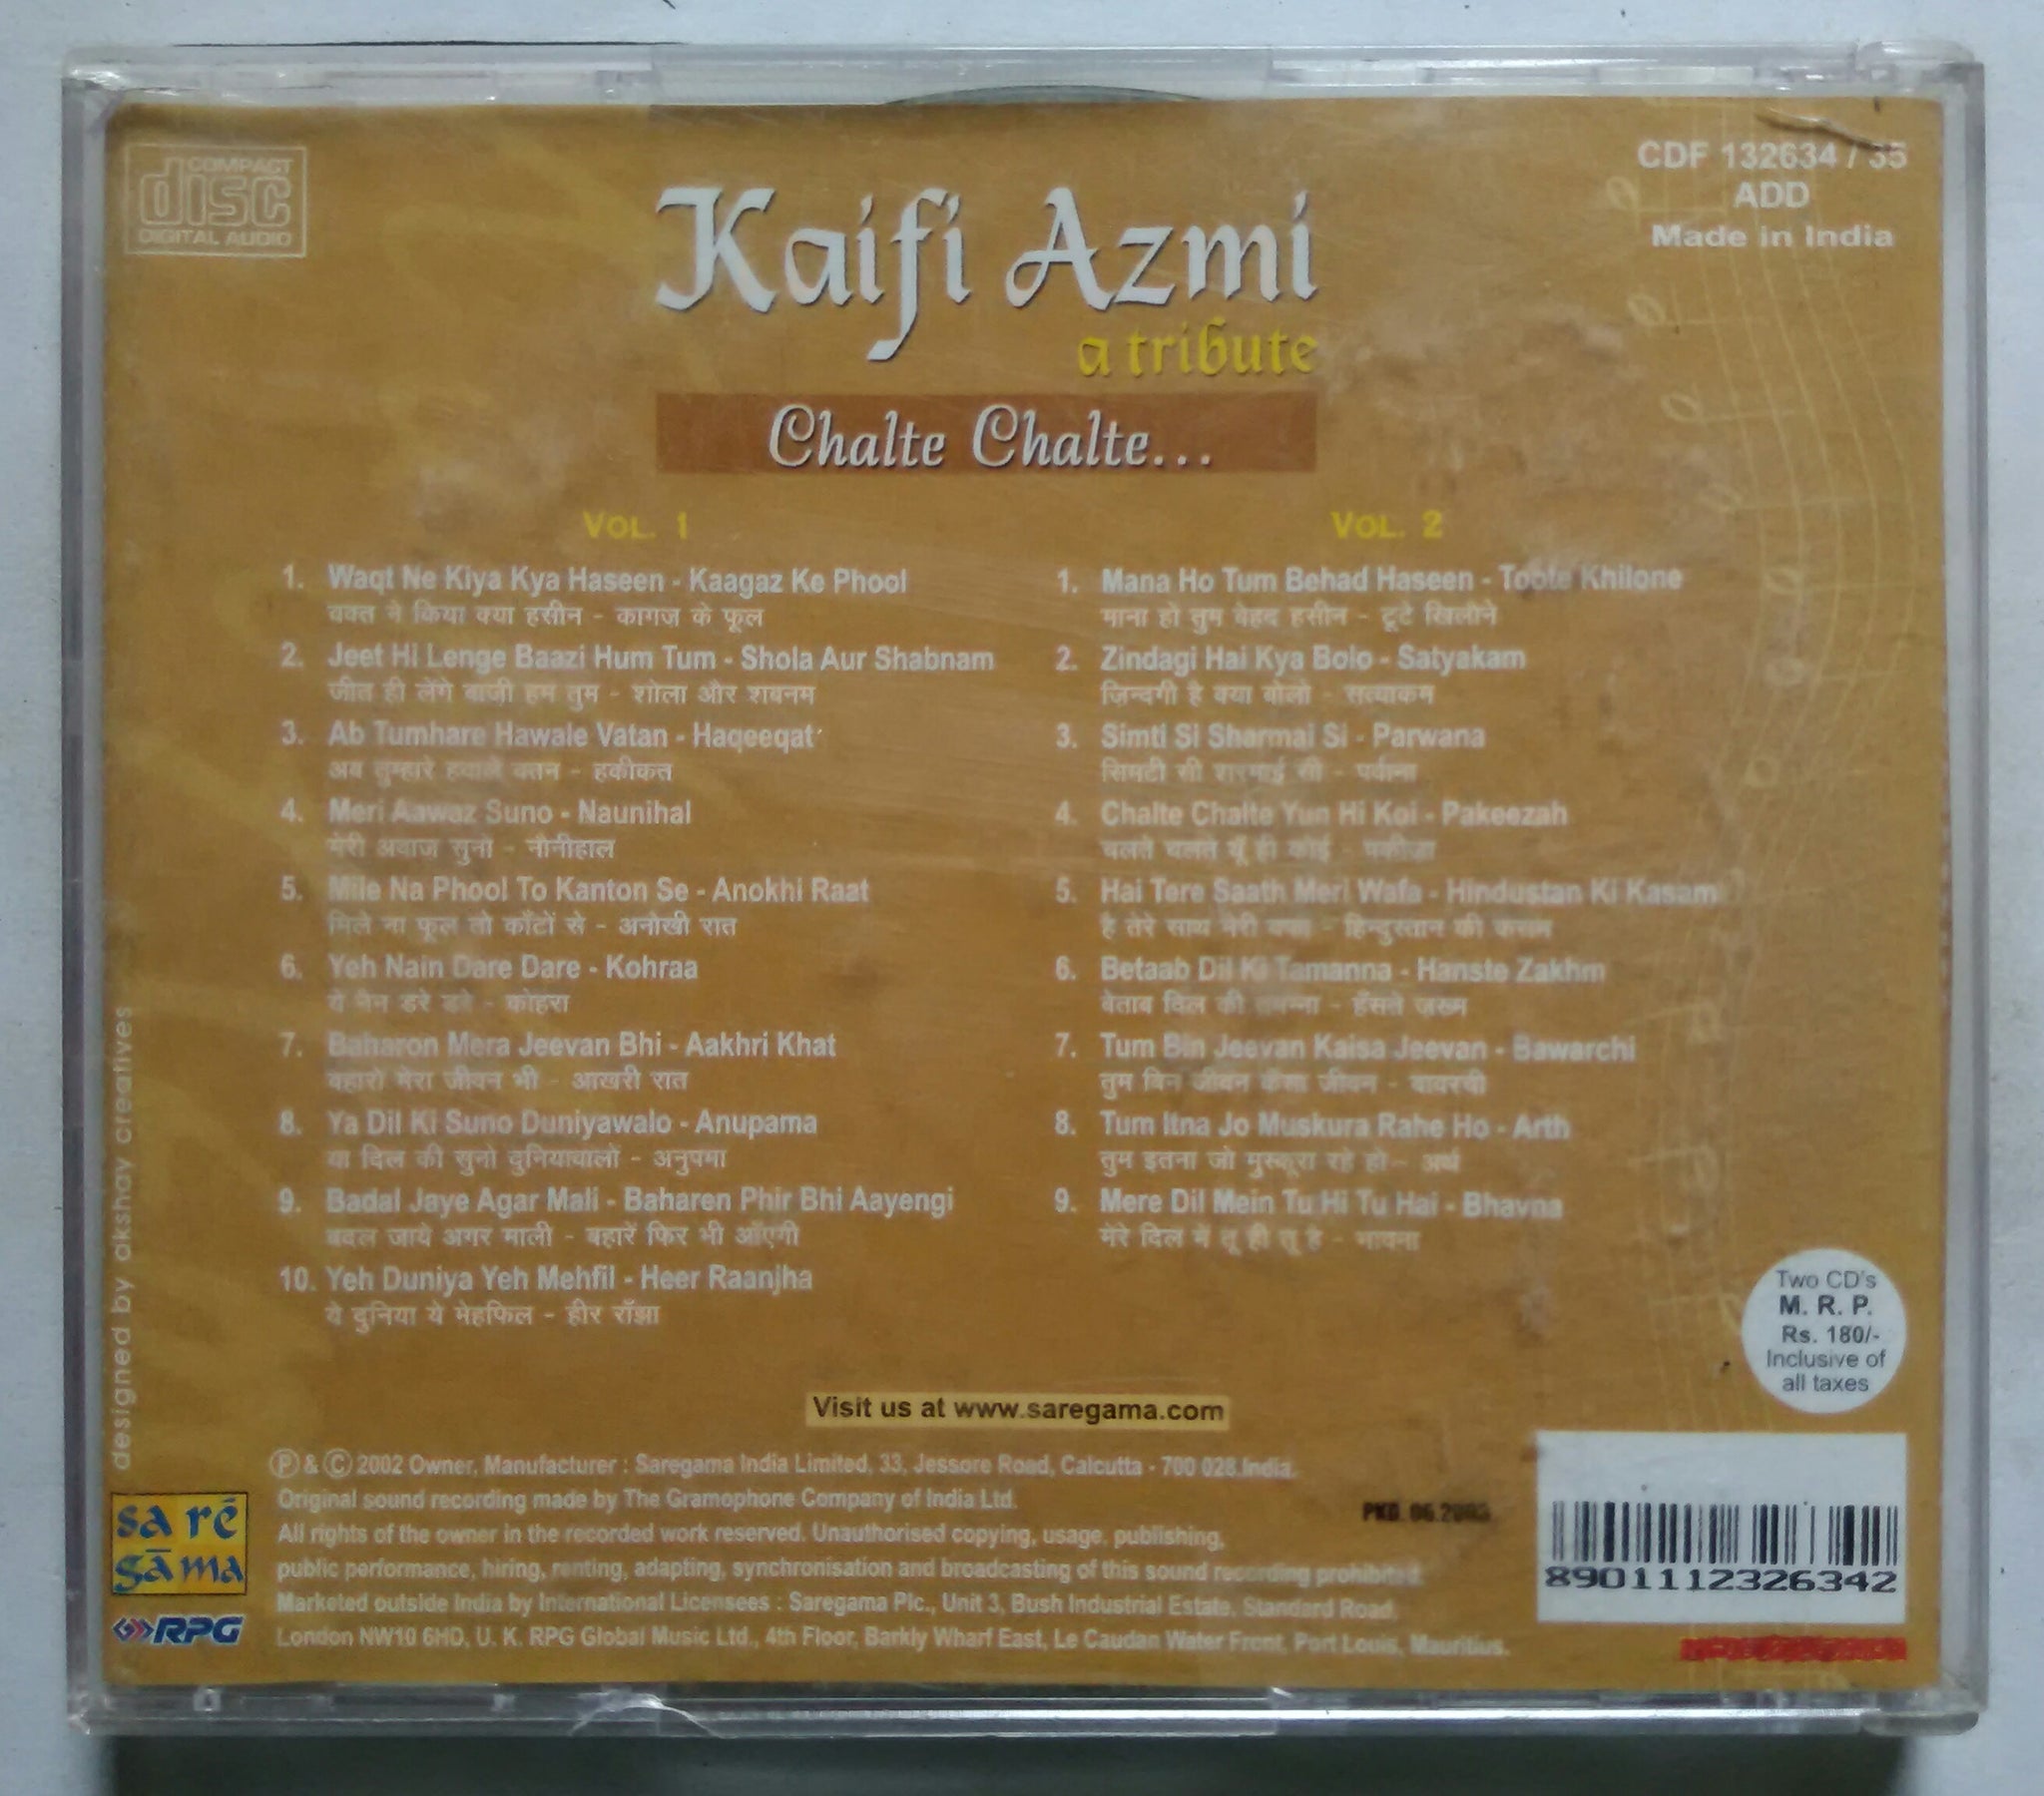 COMPACT
disc
DIGITAL AUDIO
CDF 132634 / 35
ADD
Made in India
Kaifi Azmi
a tribute
Chalte Chalte...
VOL. 1
1. Waqt Ne Kiya Kya Haseen - Kaagaz Ke Phool
वक्त ने किया क्या हसीन - कागज़ के फूल
2. Jeet Hi Lenge Baazi Hum Tum - Shola Aur Shabnam
जीत ही लेंगे बाज़ी हम तुम - शोला और शबनम
3. Ab Tumhare Hawale Vatan - Haqeeqat
अब तुम्हारे हवाले वतन - हकीकत
4. Meri Aawaz Suno - Naunihal
मेरी अवाज सुनो - नौनीहाल
5. Mile Na Phool To Kanton Se - Anokhi Raat
मिले ना फूल तो काँटों से - अनोखी रात
6. Yeh Nain Dare Dare - Kohraa
ये नैन डरे डरे - कोहरा
7. Baharon Mera Jeevan Bhi - Aakhri Khat
बहारो मेरा जीवन भी - आखरी रात
8. Ya Dil Ki Suno Duniyawalo - Anupama
या दिल की सुनो दुनियावालों - अनुपमा
9. Badal Jaye Agar Mali - Baharen Phir Bhi Aayengi
बदल जाये अगर माली - बहारें फिर भी आँएगी
10. Yeh Duniya Yeh Mehfil - Heer Raanjha
ये दुनिया ये मेहफिल - हीर राँझा
VOL. 2
1. Mana Ho Tum Behad Haseen - Toote Khilone
माना हो तुम बेहद हसीन - टूटे खिलौने
2. Zindagi Hai Kya Bolo - Satyakam
ज़िन्दगी है क्या बोलो - सत्याकम
3. Simti Si Sharmai Si - Parwana
सिमटी सी शरमाई सी - पर्वाना
4. Chalte Chalte Yun Hi Koi - Pakeezah
चलते चलते यूँ ही कोई - पकीज़ा
5. Hai Tere Saath Meri Wafa - Hindustan Ki Kasam
है तेरे साथ मेरी वफा - हिन्दुस्तान की कसम
6. Betaab Dil Ki Tamanna - Hanste Zakhm
बेताब दिल की तमन्ना - हँसते ज़ख्म
7. Tum Bin Jeevan Kaisa Jeevan - Bawarchi
तुम बिन जीवन कैसा जीवन - बावरची
8. Tum Itna Jo Muskura Rahe Ho - Arth
तुम इतना जो मुस्कूरा रहे हो - अर्थ
9. Mere Dil Mein Tu Hi Tu Hai - Bhavna
मेरे दिल में तू ही तू है - भावना
designed by akshay creatives
Two CD's
M. R. P.
Rs. 180/-
Inclusive of
all taxes
Visit us at www.saregama.com
Ⓟ & Ⓒ 2002 Owner, Manufacturer : Saregama India Limited, 33, Jessore Road, Calcutta - 700 028.India.
Original sound recording made by The Gramophone Company of India Ltd.
All rights of the owner in the recorded work reserved. Unauthorised copying, usage, publishing,
public performance, hiring, renting, adapting, synchronisation and broadcasting of this sound recording prohibited.
Marketed outside India by International Licensees : Saregama Plc., Unit 3, Bush Industrial Estate, Standard Road,
London NW10 6HD, U. K. RPG Global Music Ltd., 4th Floor, Barkly Wharf East, Le Caudan Water Front, Port Louis, Mauritius.
PKD.
sa ré
gāma
RPG
8901112326342